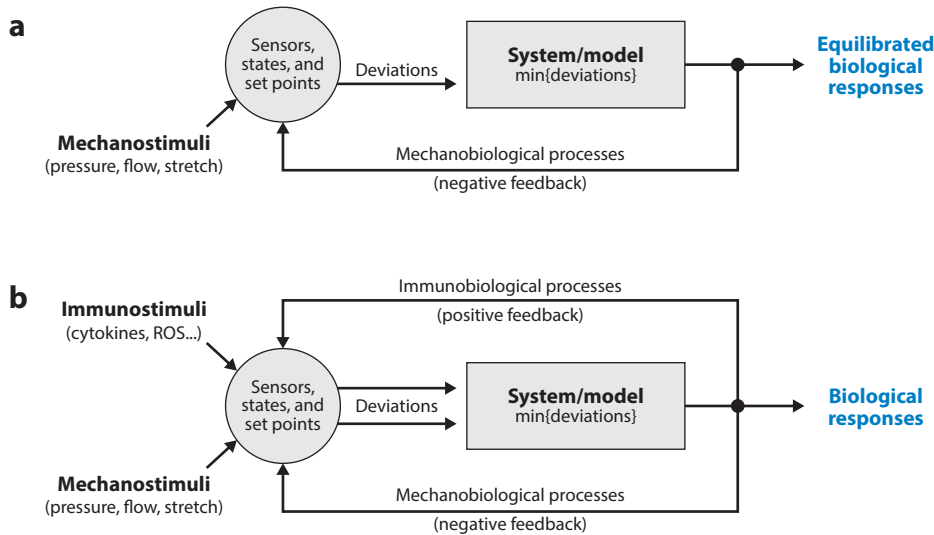 a
Sensors,
states, and
set points
Deviations
System/model
min{deviations}
Equilibrated
biological
responses
Mechanostimuli
(pressure, flow, stretch)
Mechanobiological processes
(negative feedback)
b
Immunobiological processes
(positive feedback)
Immunostimuli
(cytokines, ROS...)
Sensors,
states, and
set points
Deviations
System/model
min{deviations}
Biological
responses
Mechanostimuli
(pressure, flow, stretch)
Mechanobiological processes
(negative feedback)